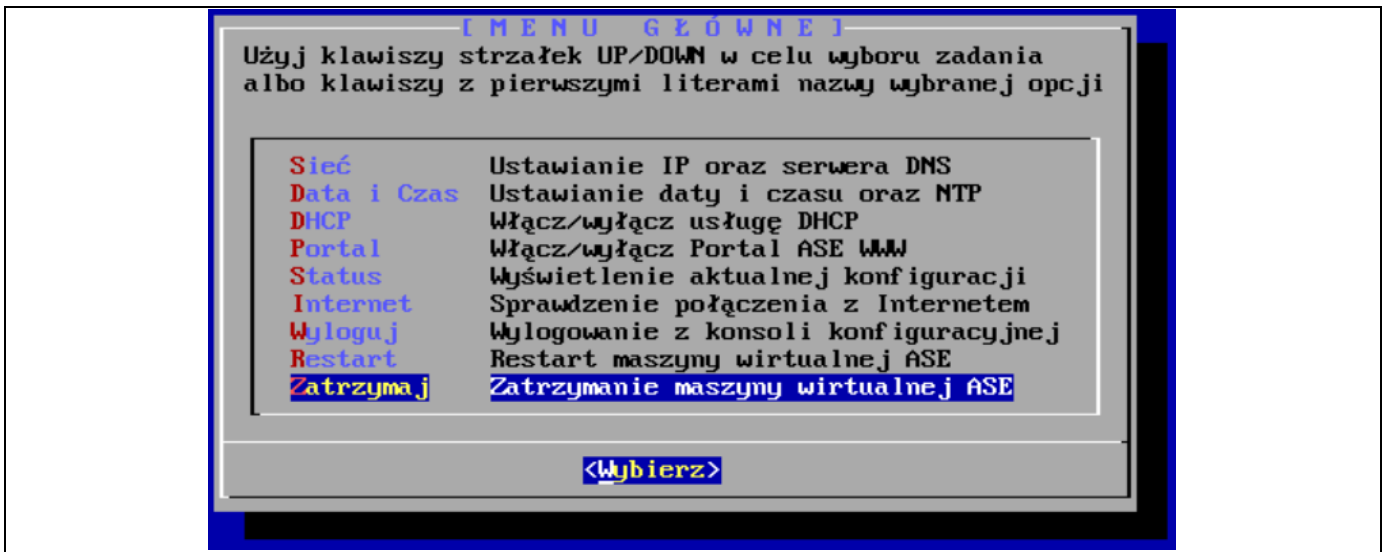 [ M E N U   G Ł Ó W N E ]
Użyj klawiszy strzałek UP/DOWN w celu wyboru zadania
albo klawiszy z pierwszymi literami nazwy wybranej opcji
Sieć Ustawianie IP oraz serwera DNS
Data i Czas Ustawianie daty i czasu oraz NTP
DHCP Włącz/wyłącz usługę DHCP
Portal Włącz/wyłącz Portal ASE WWW
Status Wyświetlenie aktualnej konfiguracji
Internet Sprawdzenie połączenia z Internetem
Wyloguj Wylogowanie z konsoli konfiguracyjnej
Restart Restart maszyny wirtualnej ASE
Zatrzymaj Zatrzymanie maszyny wirtualnej ASE
<Wybierz>